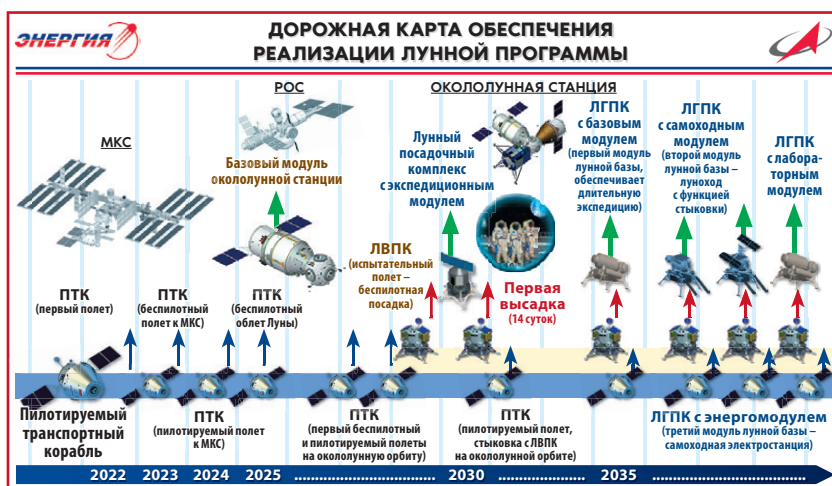 ЭНЕРГИЯ
ДОРОЖНАЯ КАРТА ОБЕСПЕЧЕНИЯ
РЕАЛИЗАЦИИ ЛУННОЙ ПРОГРАММЫ
МКС
РОС
ОКОЛОЛУННАЯ СТАНЦИЯ
Базовый модуль
окололунной станции
Лунный
посадочный
комплекс
с экспедиционным
модулем
ЛГПК
с базовым
модулем
(первый модуль
лунной базы,
обеспечивает
длительную
экспедицию)
ЛГПК
с самоходным
модулем
(второй модуль
лунной базы –
луноход
с функцией
стыковки)
ЛГПК
с лабора-
торным
модулем
ПТК
(первый полет)
ПТК
(беспилотный
полет к МКС)
ПТК
(беспилотный
облет Луны)
ЛВПК
(испытательный
полет –
беспилотная
посадка)
Первая
высадка
(14 суток)
Пилотируемый
транспортный
корабль
ПТК
(пилотируемый полет
к МКС)
ПТК
(первый беспилотный
и пилотируемый полеты
на окололунную орбиту)
ПТК
(пилотируемый полет,
стыковка с ЛВПК
на окололунной орбите)
ЛГПК с энергомодулем
(третий модуль лунной базы –
самоходная электростанция)
2022 2023 2024 2025 2030 2035